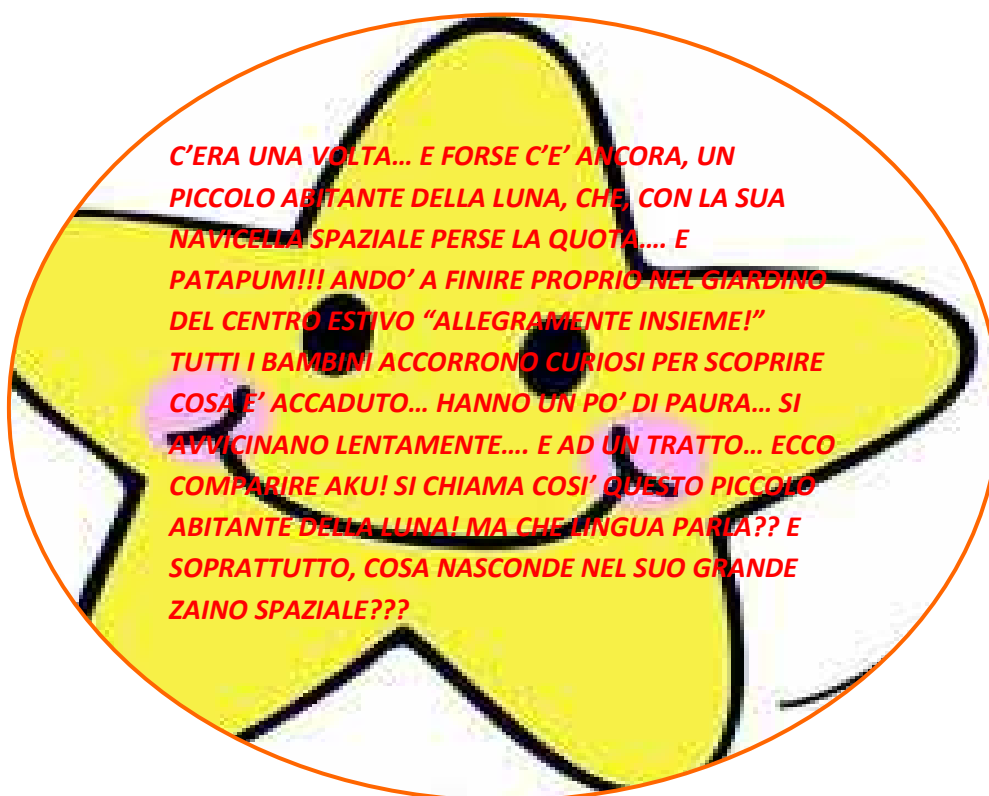 C’ERA UNA VOLTA… E FORSE C’E’ ANCORA, UN
PICCOLO ABITANTE DELLA LUNA, CHE, CON LA SUA
NAVICELLA SPAZIALE PERSE LA QUOTA…. E
PATAPUM!!! ANDO’ A FINIRE PROPRIO NEL GIARDINO
DEL CENTRO ESTIVO “ALLEGRAMENTE INSIEME!”
TUTTI I BAMBINI ACCORRONO CURIOSI PER SCOPRIRE
COSA E’ ACCADUTO… HANNO UN PO’ DI PAURA… SI
AVVICINANO LENTAMENTE…. E AD UN TRATTO… ECCO
COMPARIRE AKU! SI CHIAMA COSI’ QUESTO PICCOLO
ABITANTE DELLA LUNA! MA CHE LINGUA PARLA?? E
SOPRATTUTTO, COSA NASCONDE NEL SUO GRANDE
ZAINO SPAZIALE???